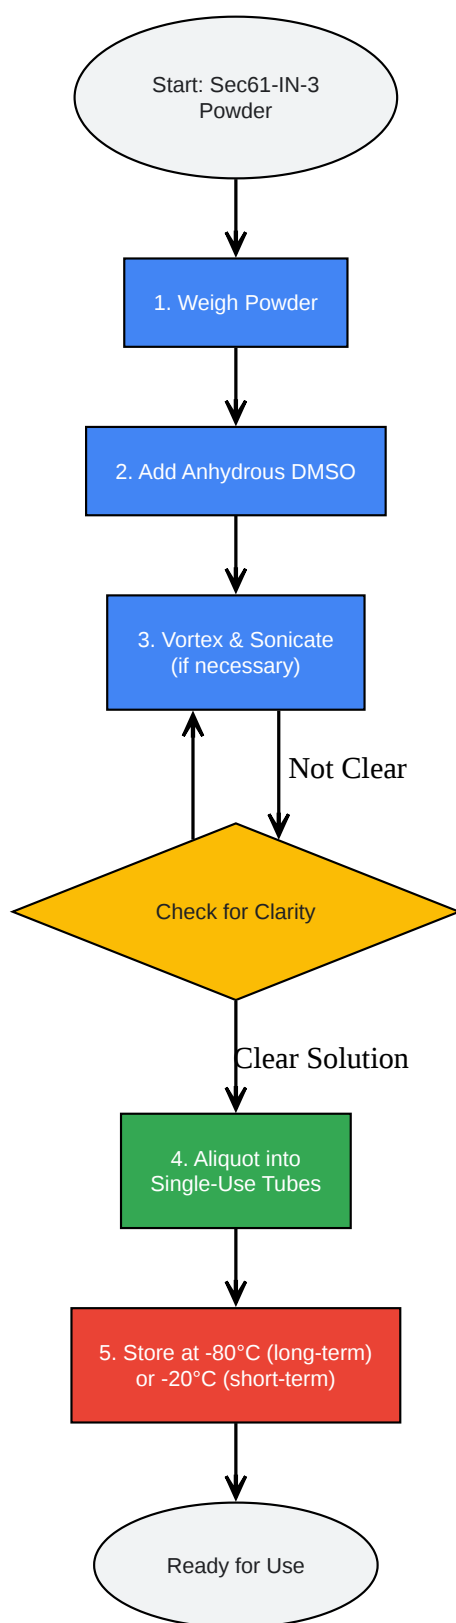 Start: Sec61-IN-3
Powder
1. Weigh Powder
2. Add Anhydrous DMSO
3. Vortex & Sonicate
(if necessary)
Not Clear
Check for Clarity
Clear Solution
4. Aliquot into
Single-Use Tubes
5. Store at -80°C (long-term)
or -20°C (short-term)
Ready for Use